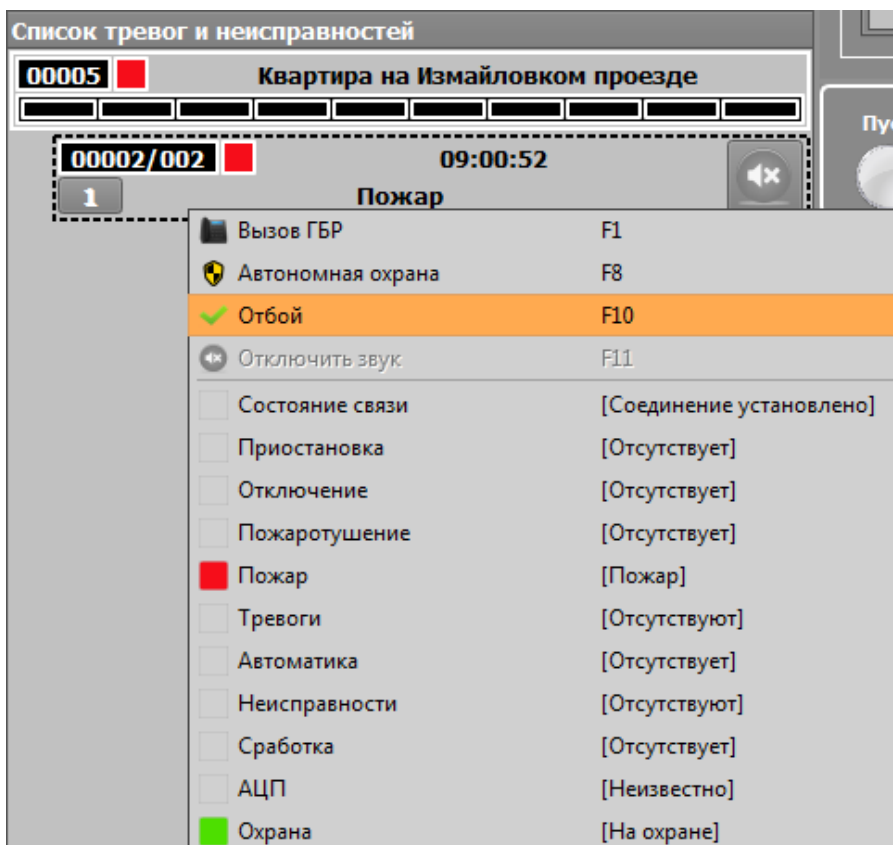 Список тревог и неисправностей
00005 Квартира на Измайловком проезде
00002/002 09:00:52
1 Пожар
Пус
Вызов ГБР F1
Автономная охрана F8
Отбой F10
Отключить звук F11
Состояние связи [Соединение установлено]
Приостановка [Отсутствует]
Отключение [Отсутствует]
Пожаротушение [Отсутствует]
Пожар [Пожар]
Тревоги [Отсутствуют]
Автоматика [Отсутствует]
Неисправности [Отсутствуют]
Сработка [Отсутствует]
АЦП [Неизвестно]
Охрана [На охране]